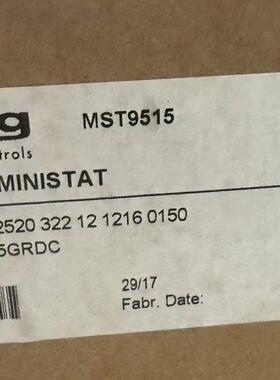 g MST9515
trols
MINISTAT
2520 322 12 1216 0150
5GRDC
29/17
Fabr. Date: